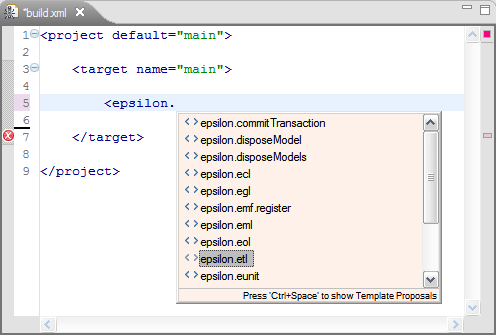 *build.xml
1 <project default="main">
2
3 <target name="main">
4
5 <epsilon.
6
7 </target>
8
9 </project>
epsilon.commitTransaction
epsilon.disposeModel
epsilon.disposeModels
epsilon.ecl
epsilon.egl
epsilon.emf.register
epsilon.eml
epsilon.eol
epsilon.etl
epsilon.eunit
Press 'Ctrl+Space' to show Template Proposals